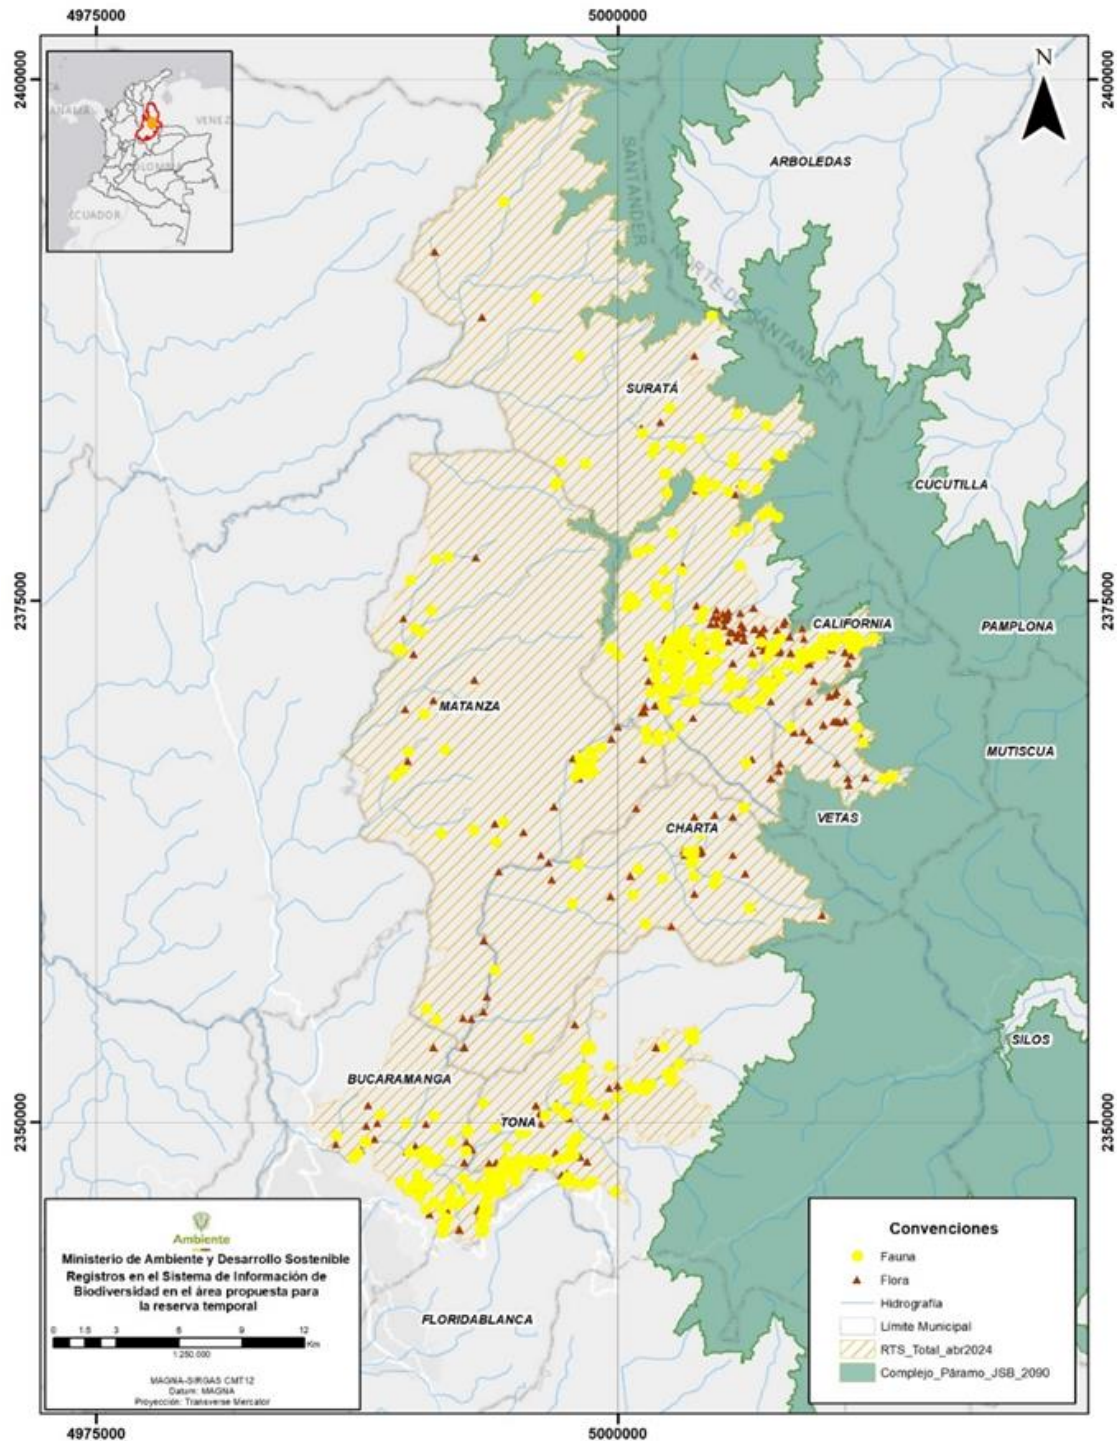 4975000
5000000
2400000
2400000
N
PANAMÁ
VENEZ
COLOMBIA
ECUADOR
SANTANDER
ARBOLEDAS
NORTE DE SANTANDER
SURATÁ
CUCUTILLA
2375000
2375000
CALIFORNIA
PAMPLONA
MATANZA
MUTISCUA
CHARTA
VETAS
SILOS
BUCARAMANGA
TONA
2350000
2350000
FLORIDABLANCA
Ambiente
Ministerio de Ambiente y Desarrollo Sostenible
Registros en el Sistema de Información de
Biodiversidad en el área propuesta para
la reserva temporal
0 1.5 3 6 9 12
Km
1:250.000
MAGNA-SIRGAS CMT12
Datum: MAGNA
Proyección: Transverse Mercator
Convenciones
Fauna
Flora
Hidrografía
Límite Municipal
RTS_Total_abr2024
Complejo_Páramo_JSB_2090
4975000
5000000